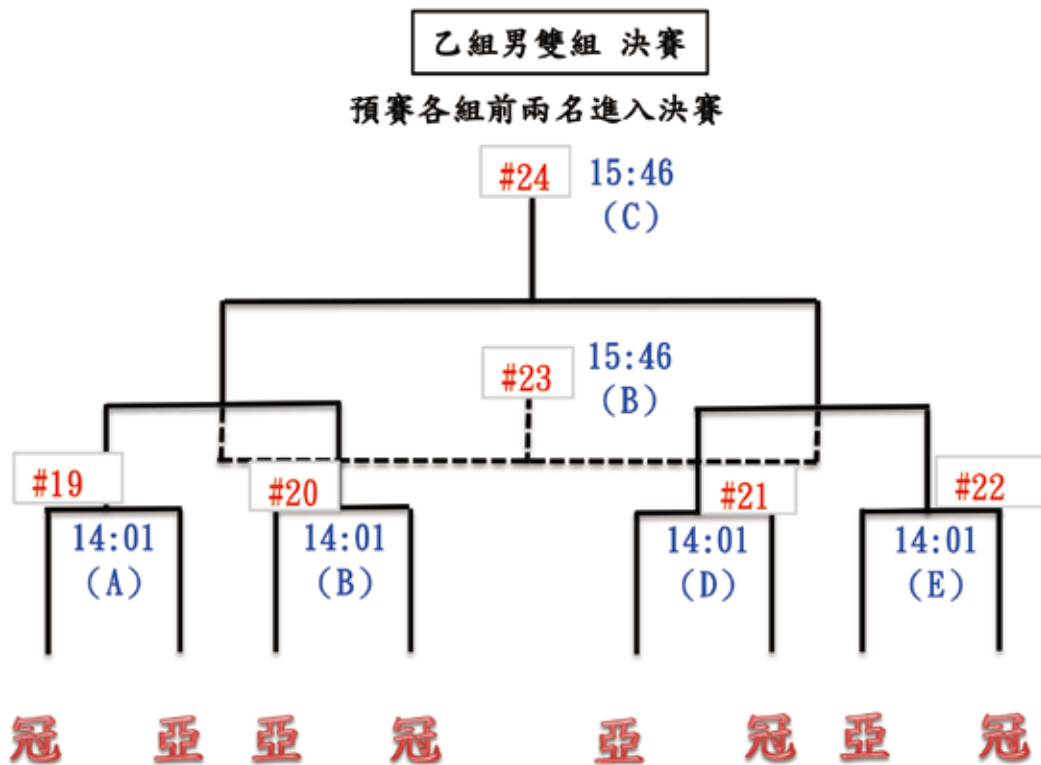 乙組男雙組 決賽
預賽各組前兩名進入決賽
#24 15:46
(C)
#23 15:46
(B)
#19 #20 #21 #22
14:01 14:01 14:01 14:01
(A) (B) (D) (E)
冠 亞 亞 冠 亞 冠 亞 冠